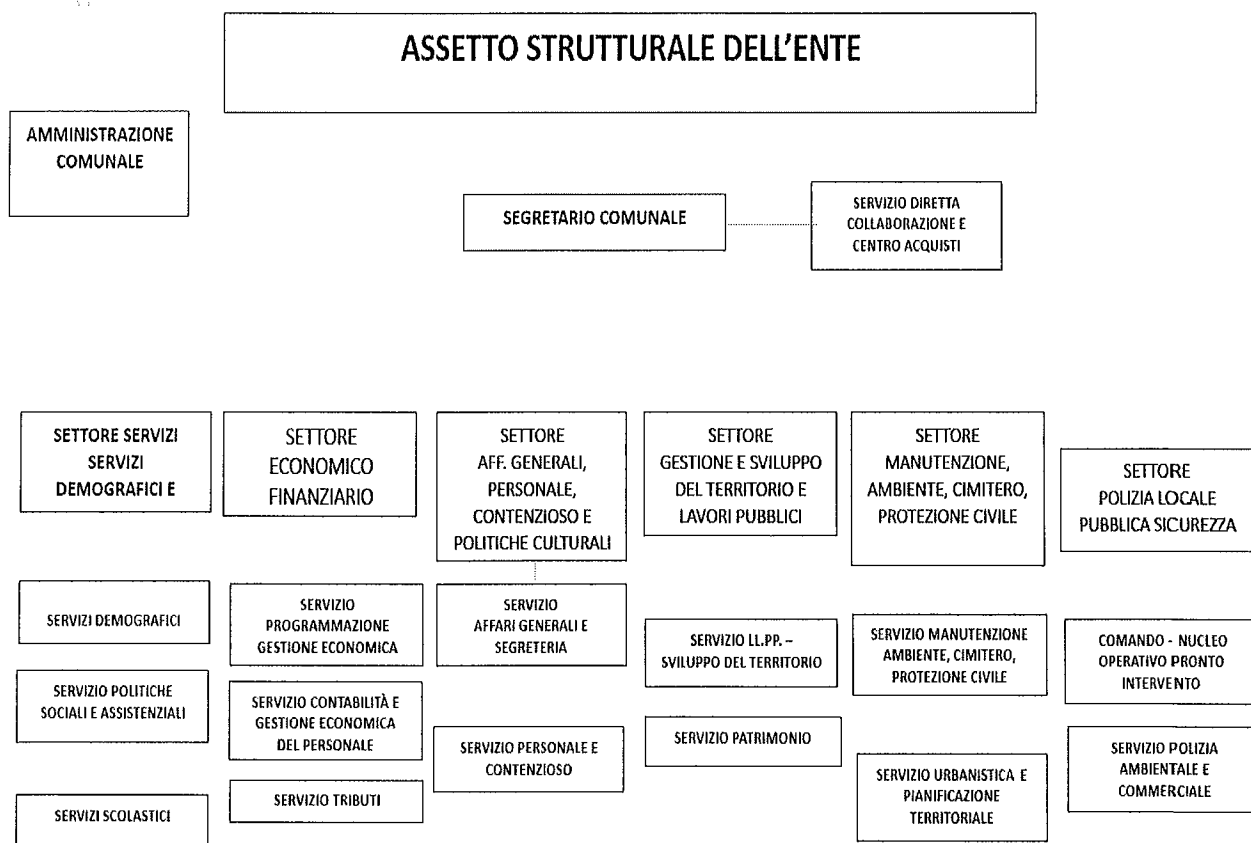 ASSETTO STRUTTURALE DELL'ENTE
AMMINISTRAZIONE
COMUNALE
SEGRETARIO COMUNALE
SERVIZIO DIRETTA
COLLABORAZIONE E
CENTRO ACQUISTI
SETTORE SERVIZI
SERVIZI
DEMOGRAFICI E
SETTORE
ECONOMICO
FINANZIARIO
SETTORE
AFF. GENERALI,
PERSONALE,
CONTENZIOSO E
POLITICHE CULTURALI
SETTORE
GESTIONE E SVILUPPO
DEL TERRITORIO E
LAVORI PUBBLICI
SETTORE
MANUTENZIONE,
AMBIENTE, CIMITERO,
PROTEZIONE CIVILE
SETTORE
POLIZIA LOCALE
PUBBLICA SICUREZZA
SERVIZI DEMOGRAFICI
SERVIZIO POLITICHE
SOCIALI E ASSISTENZIALI
SERVIZI SCOLASTICI
SERVIZIO
PROGRAMMAZIONE
GESTIONE ECONOMICA
SERVIZIO CONTABILITÀ E
GESTIONE ECONOMICA
DEL PERSONALE
SERVIZIO TRIBUTI
SERVIZIO
AFFARI GENERALI E
SEGRETERIA
SERVIZIO PERSONALE E
CONTENZIOSO
SERVIZIO LL.PP. –
SVILUPPO DEL TERRITORIO
SERVIZIO PATRIMONIO
SERVIZIO MANUTENZIONE
AMBIENTE, CIMITERO,
PROTEZIONE CIVILE
SERVIZIO URBANISTICA E
PIANIFICAZIONE
TERRITORIALE
COMANDO - NUCLEO
OPERATIVO PRONTO
INTERVENTO
SERVIZIO POLIZIA
AMBIENTALE E
COMMERCIALE